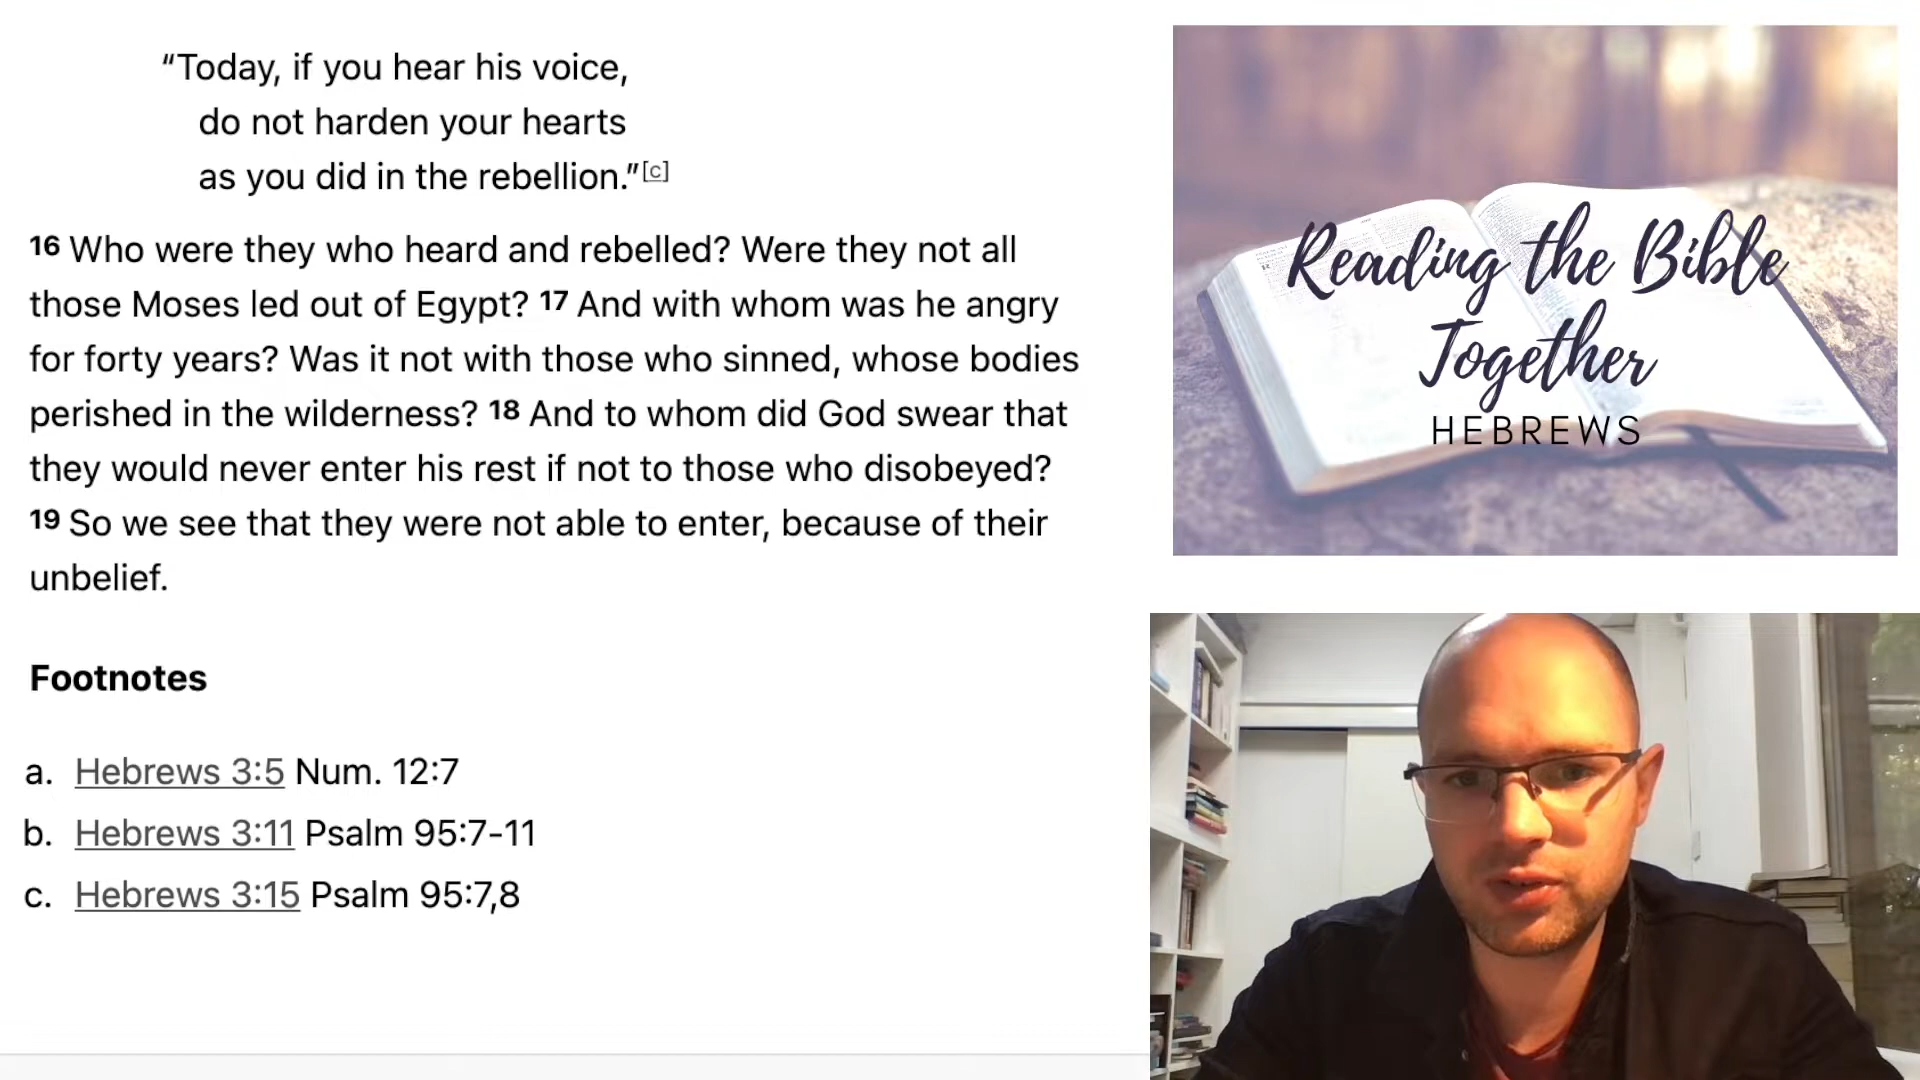 “Today, if you hear his voice,
do not harden your hearts
as you did in the rebellion.”[c]
16 Who were they who heard and rebelled? Were they not all
those Moses led out of Egypt? 17 And with whom was he angry
for forty years? Was it not with those who sinned, whose bodies
perished in the wilderness? 18 And to whom did God swear that
they would never enter his rest if not to those who disobeyed?
19 So we see that they were not able to enter, because of their
unbelief.
Footnotes
a. Hebrews 3:5 Num. 12:7
b. Hebrews 3:11 Psalm 95:7-11
c. Hebrews 3:15 Psalm 95:7,8
Reading the Bible
Together
HEBREWS